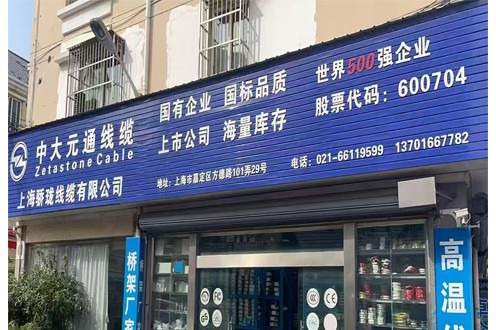 中大元通线缆
Zetastone Cable
上海骄珑线缆有限公司
国有企业 国标品质
上市公司 海量库存
世界500强企业
股票代码：600704
地址：上海市嘉定区方德路101弄29号
电话：021-66119599 13701667782
桥架厂家
高温线